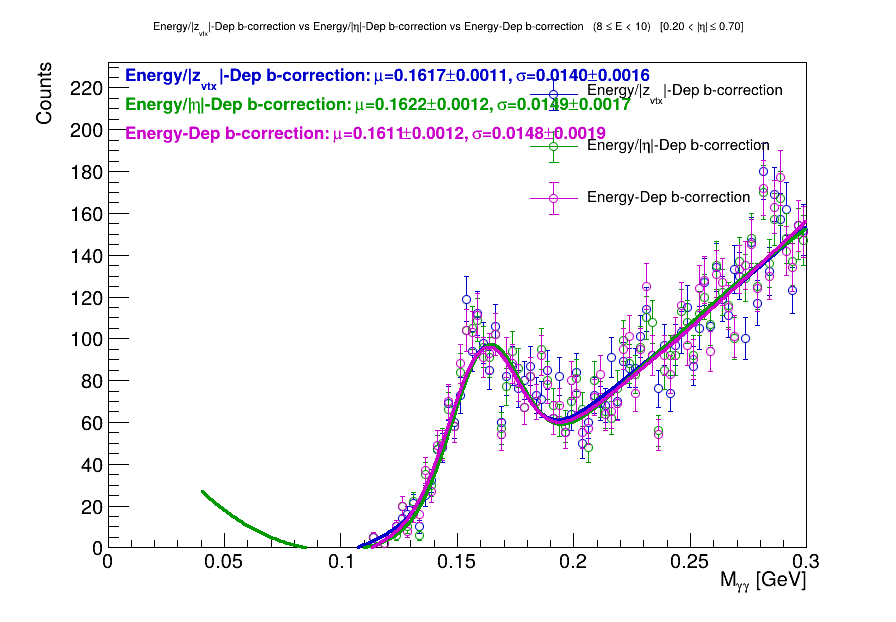 Energy/|z_vtx|-Dep b-correction vs Energy/|η|-Dep b-correction vs Energy-Dep b-correction (8 ≤ E < 10) [0.20 < |η| ≤ 0.70]
Counts
Energy/|z_vtx|-Dep b-correction: μ=0.1617±0.0011, σ=0.0140±0.0016
Energy/|η|-Dep b-correction: μ=0.1622±0.0012, σ=0.0149±0.0017
Energy-Dep b-correction: μ=0.1611±0.0012, σ=0.0148±0.0019
Energy/|z_vtx|-Dep b-correction
Energy/|η|-Dep b-correction
Energy-Dep b-correction
220
200
180
160
140
120
100
80
60
40
20
0
0 0.05 0.1 0.15 0.2 0.25 0.3
M_γγ [GeV]